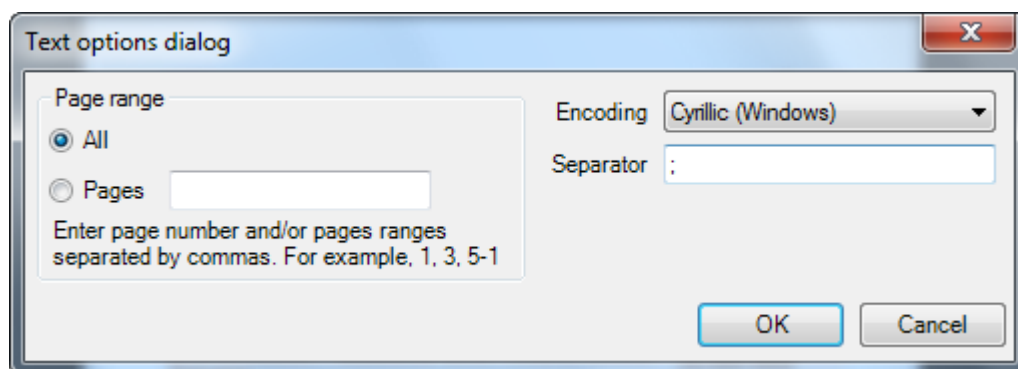 Text options dialog
Page range
All
Pages
Enter page number and/or pages ranges
separated by commas. For example, 1, 3, 5-1
Encoding Cyrillic (Windows)
Separator ;
OK Cancel